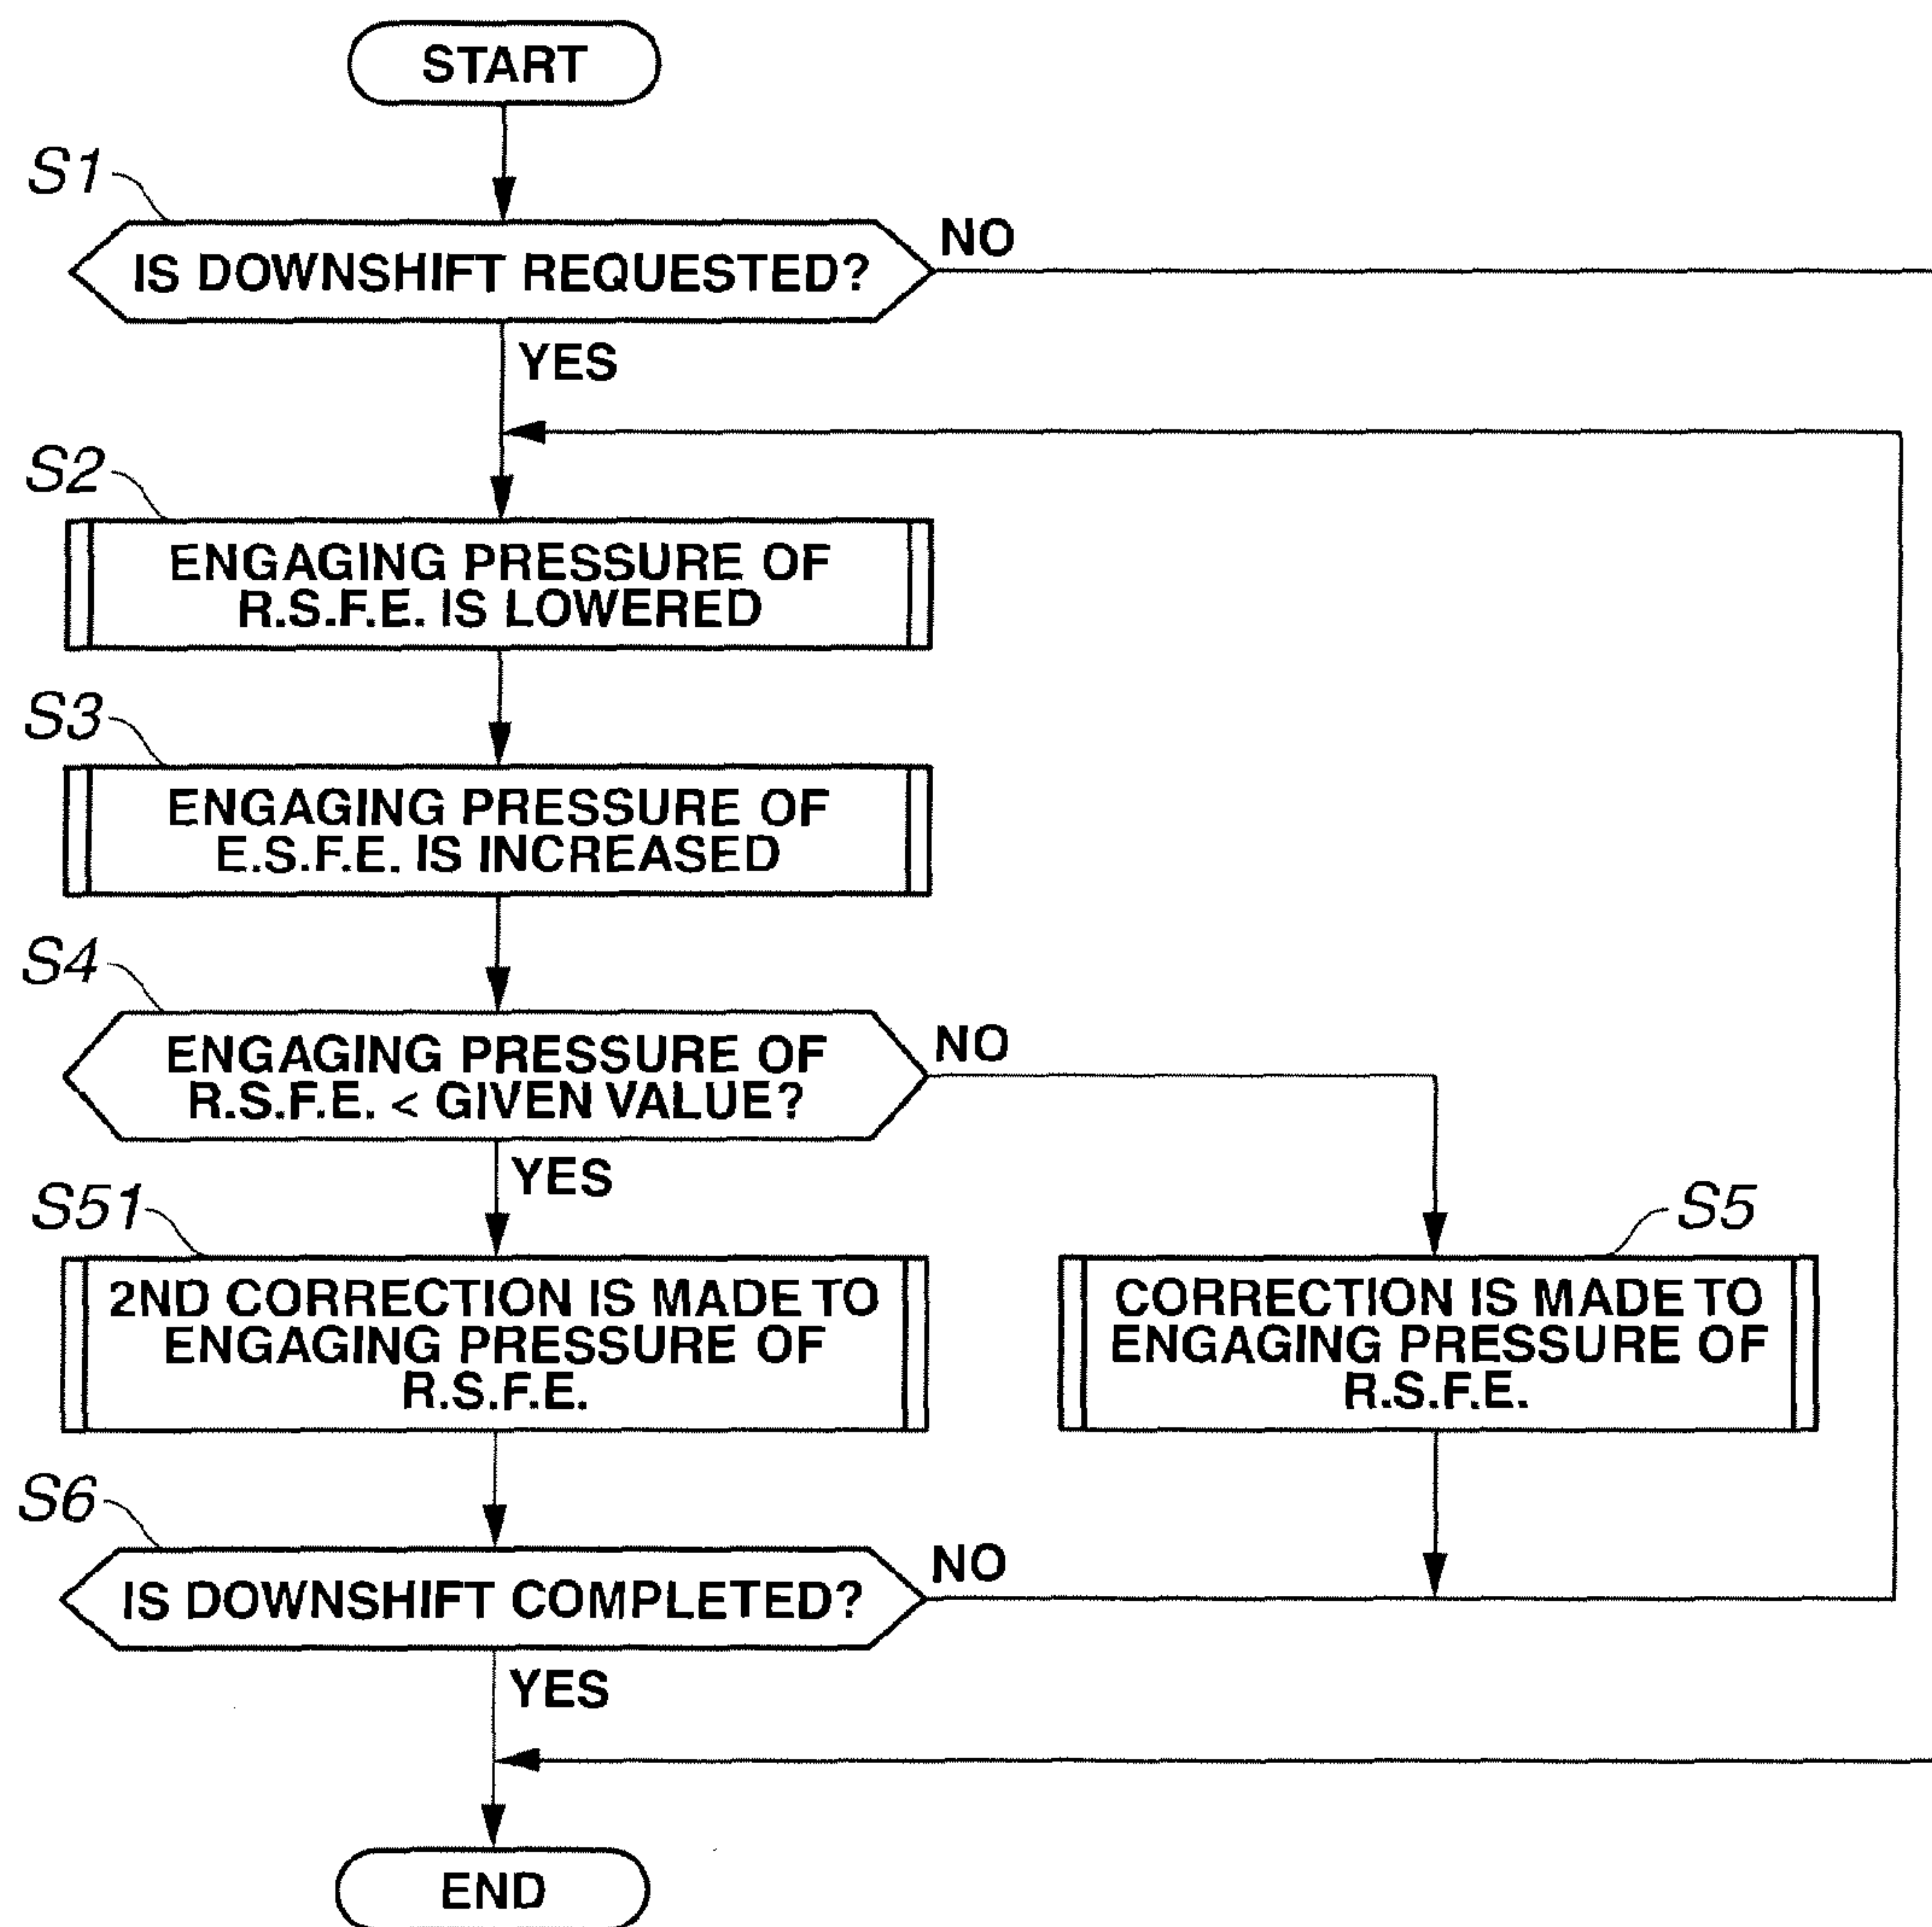 START
S1
IS DOWNSHIFT REQUESTED?
NO
YES
S2
ENGAGING PRESSURE OF
R.S.F.E. IS LOWERED
S3
ENGAGING PRESSURE OF
E.S.F.E. IS INCREASED
S4
ENGAGING PRESSURE OF
R.S.F.E. < GIVEN VALUE?
NO
YES
S51
2ND CORRECTION IS MADE TO
ENGAGING PRESSURE OF
R.S.F.E.
S5
CORRECTION IS MADE TO
ENGAGING PRESSURE OF
R.S.F.E.
S6
IS DOWNSHIFT COMPLETED?
NO
YES
END